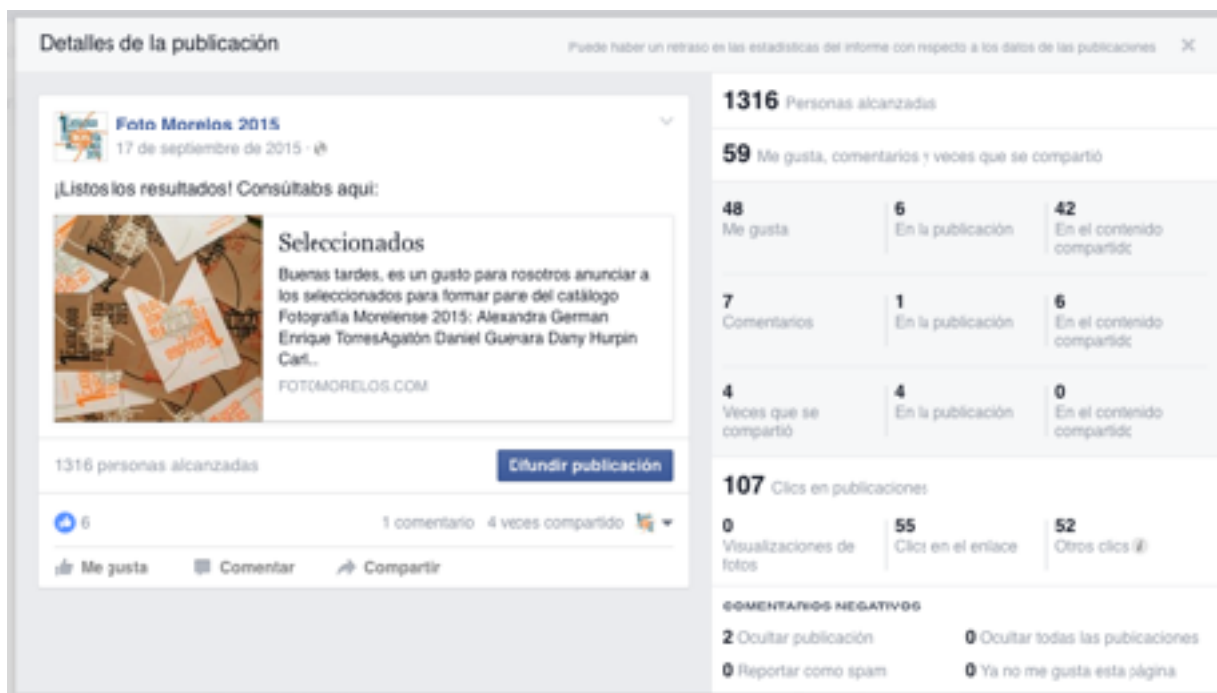 Detalles de la publicación
Puede haber un retraso en las estadísticas del informe con respecto a los datos de las publicaciones
Foto Morelos 2015
17 de septiembre de 2015
¡Listos los resultados! Consúltalos aquí:
Seleccionados
Buenas tardes, es un gusto para nosotros anunciar a
los seleccionados para formar parte del catálogo
Fotografía Morelense 2015: Alexandra German
Enrique TorresAgatón Daniel Guevara Dany Hurpin
Carl...
FOTOMORELOS.COM
1316 personas alcanzadas
Difundir publicación
6
1 comentario 4 veces compartido
Me gusta Comentar Compartir
1316 Personas alcanzadas
59 Me gusta, comentarios y veces que se compartió
48 6 42
Me gusta En la publicación En el contenido
compartido
7 1 6
Comentarios En la publicación En el contenido
compartido
4 4 0
Veces que se En la publicación En el contenido
compartió compartido
107 Clics en publicaciones
0 55 52
Visualizaciones de Clics en el enlace Otros clics
fotos
COMENTARIOS NEGATIVOS
2 Ocultar publicación 0 Ocultar todas las publicaciones
0 Reportar como spam 0 Ya no me gusta esta página